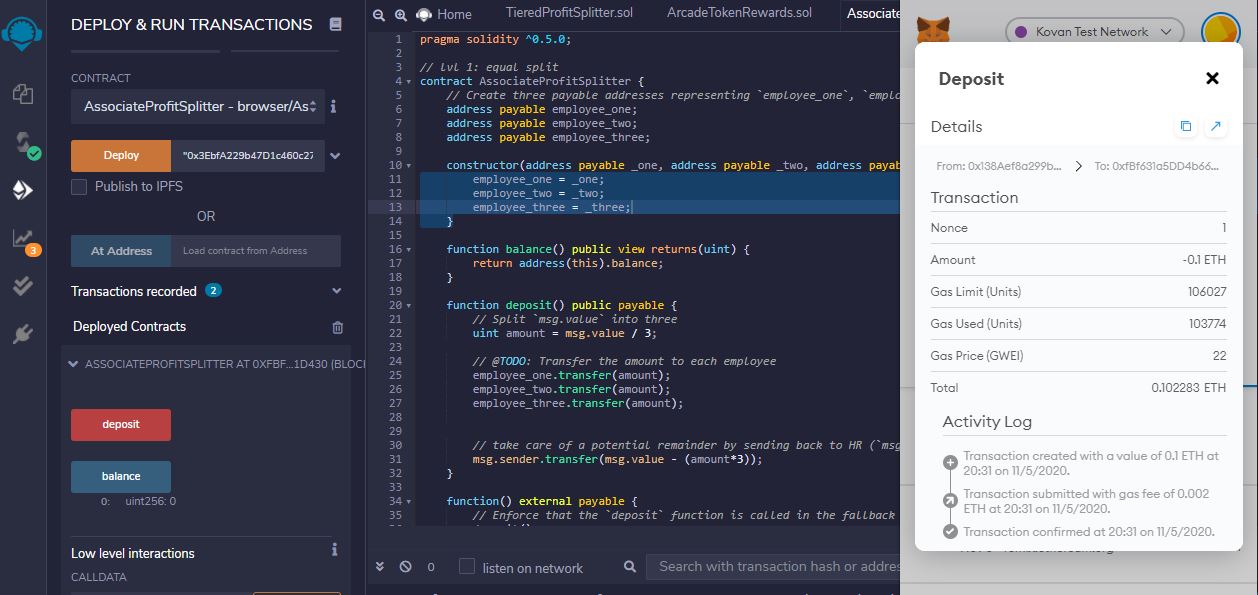 DEPLOY & RUN TRANSACTIONS
CONTRACT
AssociateProfitSplitter - browser/As
i
Deploy
"0x3EbfA229b47D1c460c27
Publish to IPFS
OR
At Address
Load contract from Address
3
Transactions recorded 2
Deployed Contracts
ASSOCIATEPROFITSPLITTER AT 0XFBF...1D430 (BLOC
deposit
balance
0: uint256: 0
Low level interactions
i
CALLDATA
Home
TieredProfitSplitter.sol
ArcadeTokenRewards.sol
Associate
1 pragma solidity ^0.5.0;
2
3 // lvl 1: equal split
4 contract AssociateProfitSplitter {
5 // Create three payable addresses representing `employee_one`, `emplo
6 address payable employee_one;
7 address payable employee_two;
8 address payable employee_three;
9
10 constructor(address payable _one, address payable _two, address payab
11 employee_one = _one;
12 employee_two = _two;
13 employee_three = _three;
14 }
15
16 function balance() public view returns(uint) {
17 return address(this).balance;
18 }
19
20 function deposit() public payable {
21 // Split `msg.value` into three
22 uint amount = msg.value / 3;
23
24 // @TODO: Transfer the amount to each employee
25 employee_one.transfer(amount);
26 employee_two.transfer(amount);
27 employee_three.transfer(amount);
28
29
30 // take care of a potential remainder by sending back to HR (`msg
31 msg.sender.transfer(msg.value - (amount*3));
32 }
33
34 function() external payable {
35 // Enforce that the `deposit` function is called in the fallback
0
listen on network
Search with transaction hash or addres
Kovan Test Network
Deposit
Details
From: 0x138Aef8a299b...
To: 0xfBf631a5DD4b66...
Transaction
Nonce 1
Amount -0.1 ETH
Gas Limit (Units) 106027
Gas Used (Units) 103774
Gas Price (GWEI) 22
Total 0.102283 ETH
Activity Log
Transaction created with a value of 0.1 ETH at
20:31 on 11/5/2020.
Transaction submitted with gas fee of 0.002
ETH at 20:31 on 11/5/2020.
Transaction confirmed at 20:31 on 11/5/2020.